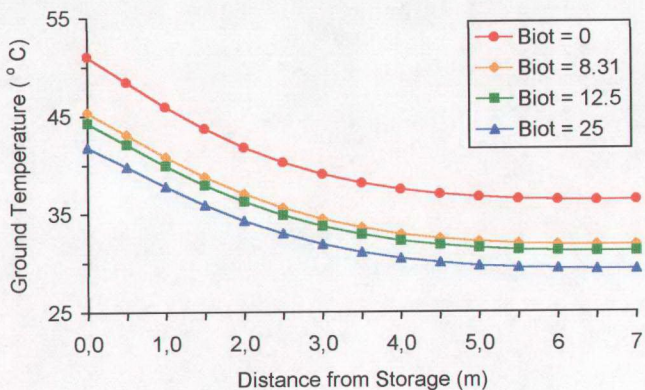 55
45
35
25
Ground Temperature ( ° C)
Biot = 0
Biot = 8.31
Biot = 12.5
Biot = 25
0,0 1,0 2,0 3,0 4,0 5,0 6,0 7
Distance from Storage (m)